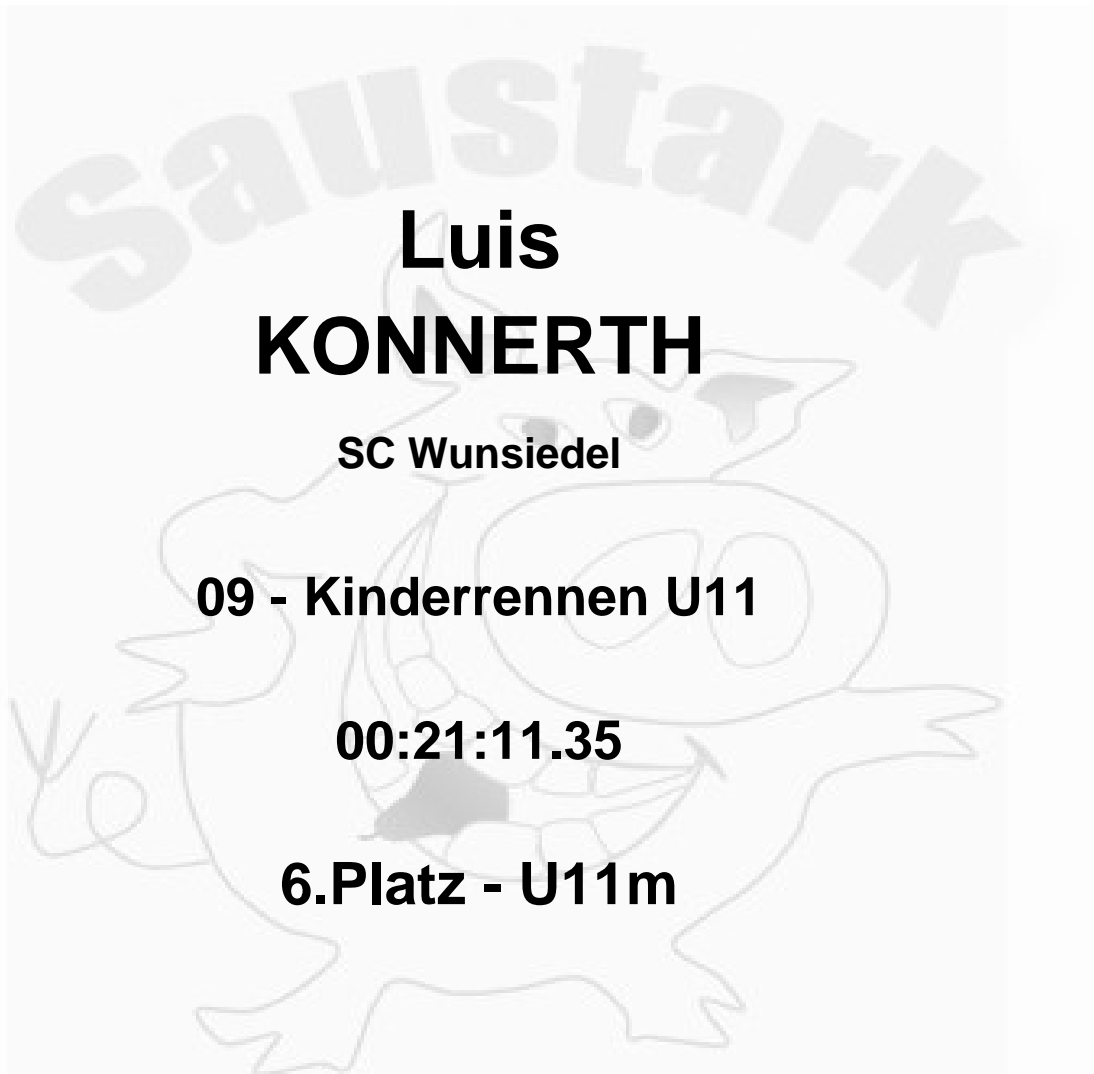 Saustark
Luis
KONNERTH
SC Wunsiedel
09 - Kinderrennen U11
00:21:11.35
6.Platz - U11m